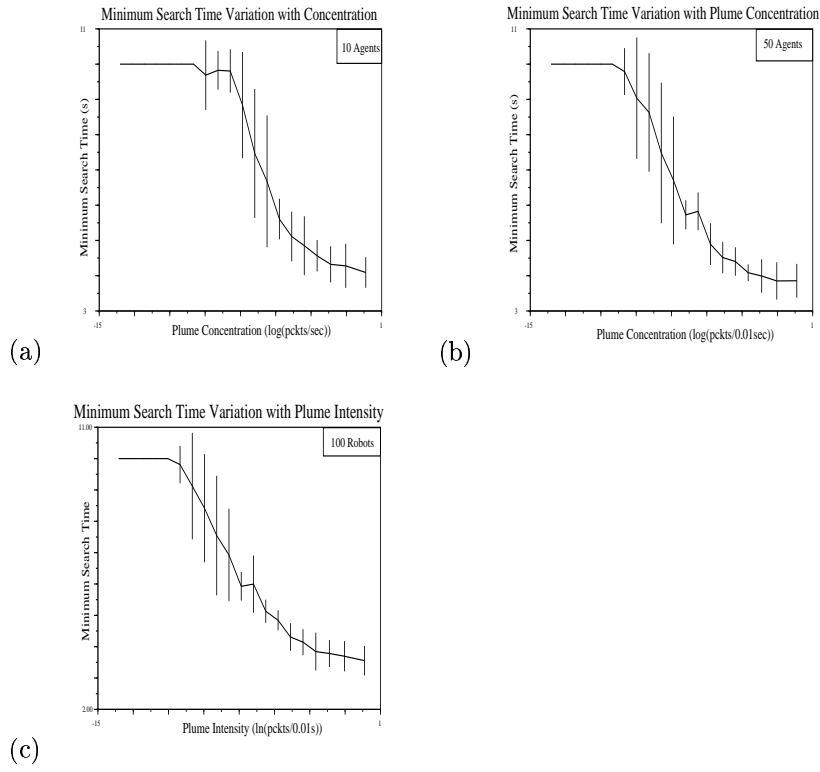 Minimum Search Time Variation with Concentration
11
10 Agents
Minimum Search Time (s)
3
-15
1
Plume Concentration (log(pckts/sec))
(a)
Minimum Search Time Variation with Plume Concentration
11
50 Agents
Minimum Search Time (s)
3
-15
1
Plume Concentration (log(pckts/0.01sec))
(b)
Minimum Search Time Variation with Plume Intensity
11.00
100 Robots
Minimum Search Time
2.00
-15
1
Plume Intensity (ln(pckts/0.01s))
(c)